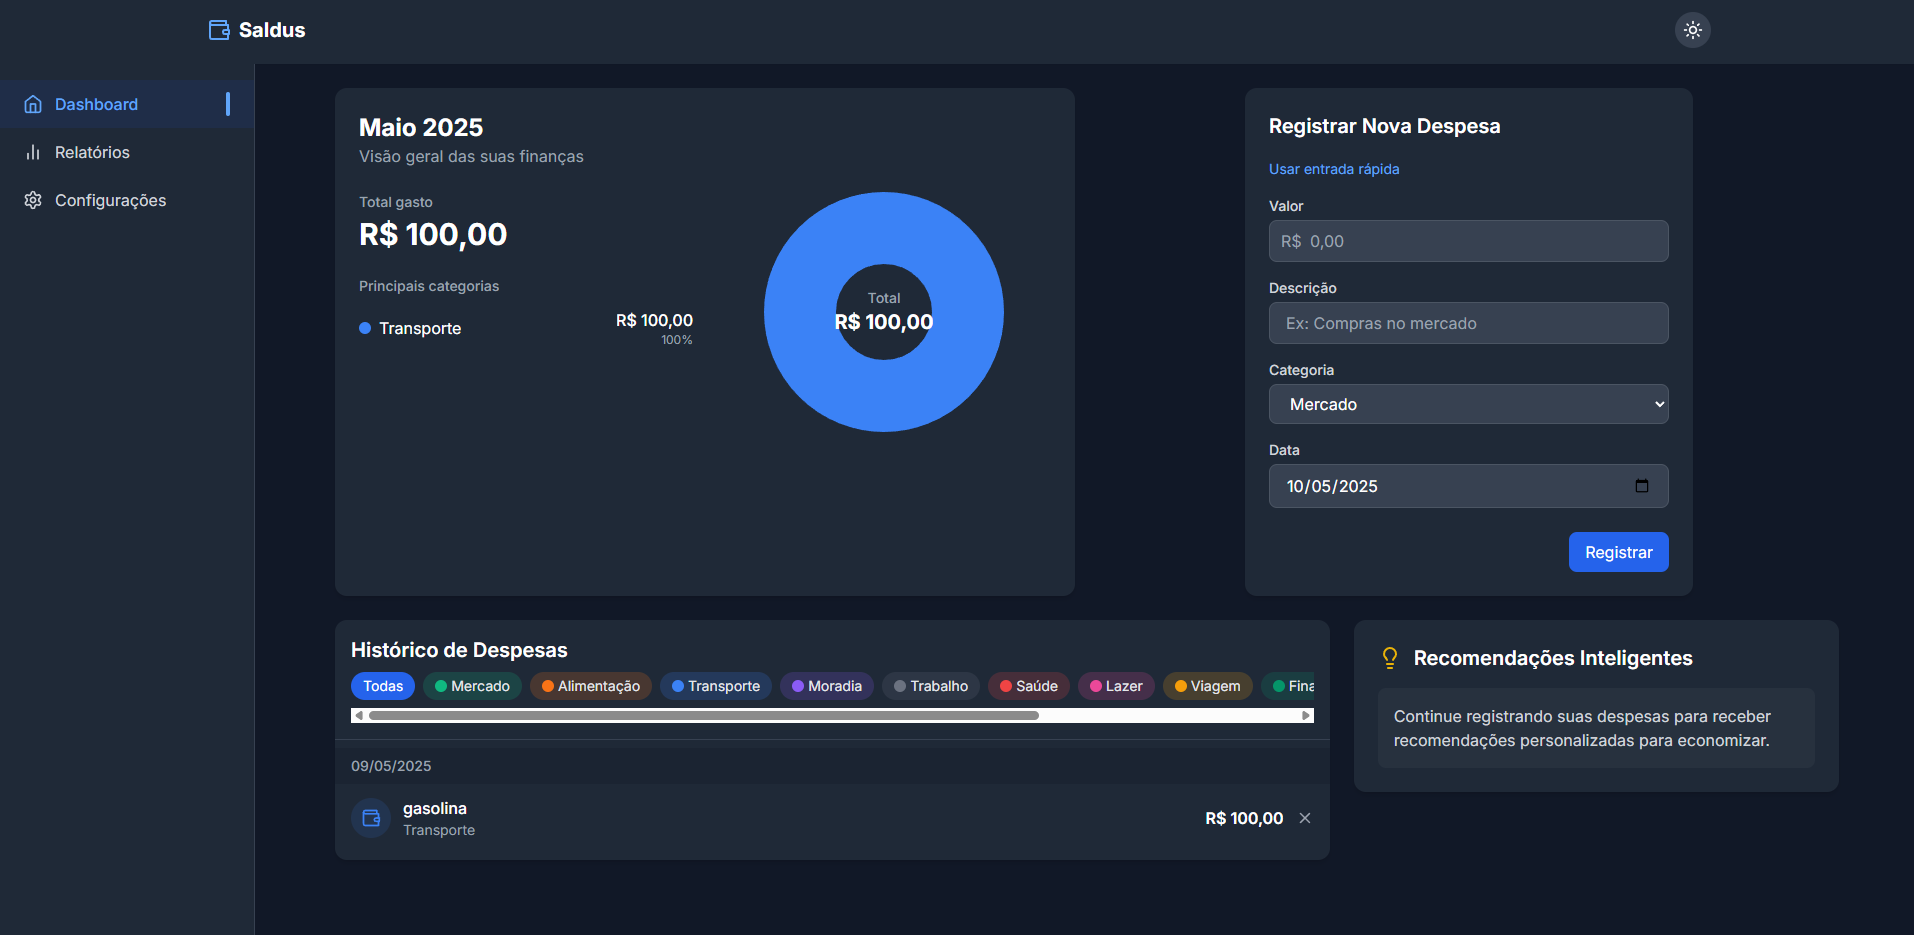 Saldus
Dashboard
Relatórios
Configurações
Maio 2025
Visão geral das suas finanças
Total gasto
R$ 100,00
Principais categorias
Transporte
R$ 100,00
100%
Total
R$ 100,00
Registrar Nova Despesa
Usar entrada rápida
Valor
R$ 0,00
Descrição
Ex: Compras no mercado
Categoria
Mercado
Data
10/05/2025
Registrar
Histórico de Despesas
Todas Mercado Alimentação Transporte Moradia Trabalho Saúde Lazer Viagem Fina
09/05/2025
gasolina
Transporte
R$ 100,00
Recomendações Inteligentes
Continue registrando suas despesas para receber
recomendações personalizadas para economizar.